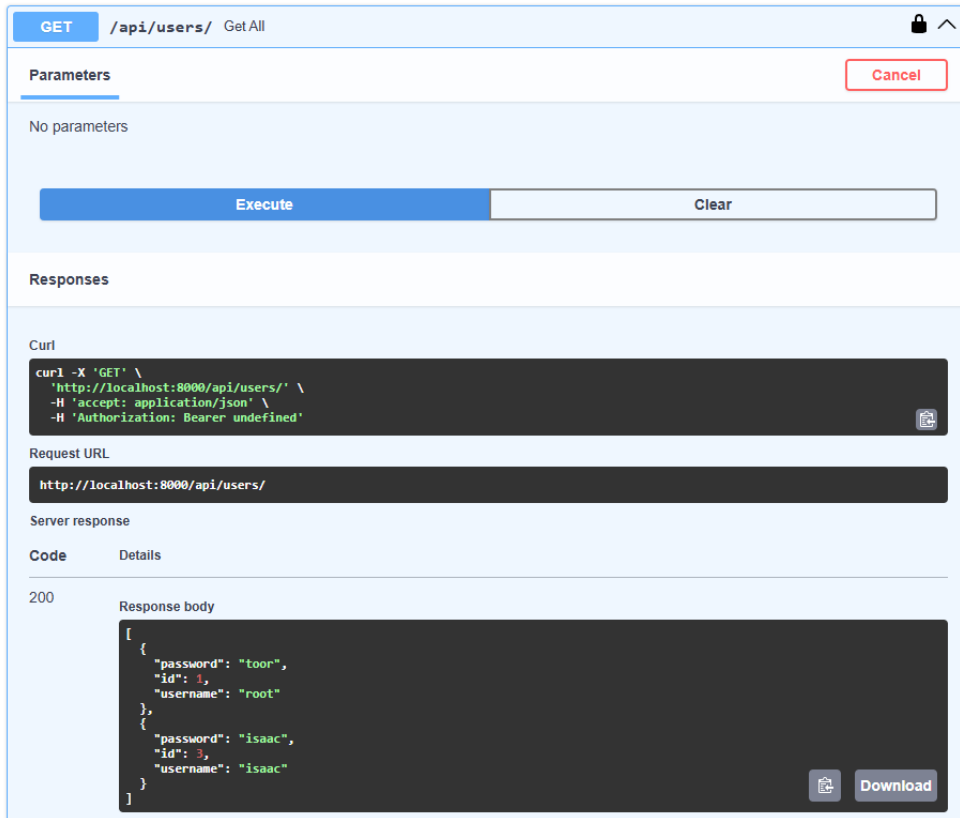 GET /api/users/ Get All
Parameters
Cancel
No parameters
Execute
Clear
Responses
Curl
curl -X 'GET' \
  'http://localhost:8000/api/users/' \
  -H 'accept: application/json' \
  -H 'Authorization: Bearer undefined'
Request URL
http://localhost:8000/api/users/
Server response
Code Details
200
Response body
[
  {
    "password": "toor",
    "id": 1,
    "username": "root"
  },
  {
    "password": "isaac",
    "id": 3,
    "username": "isaac"
  }
]
Download